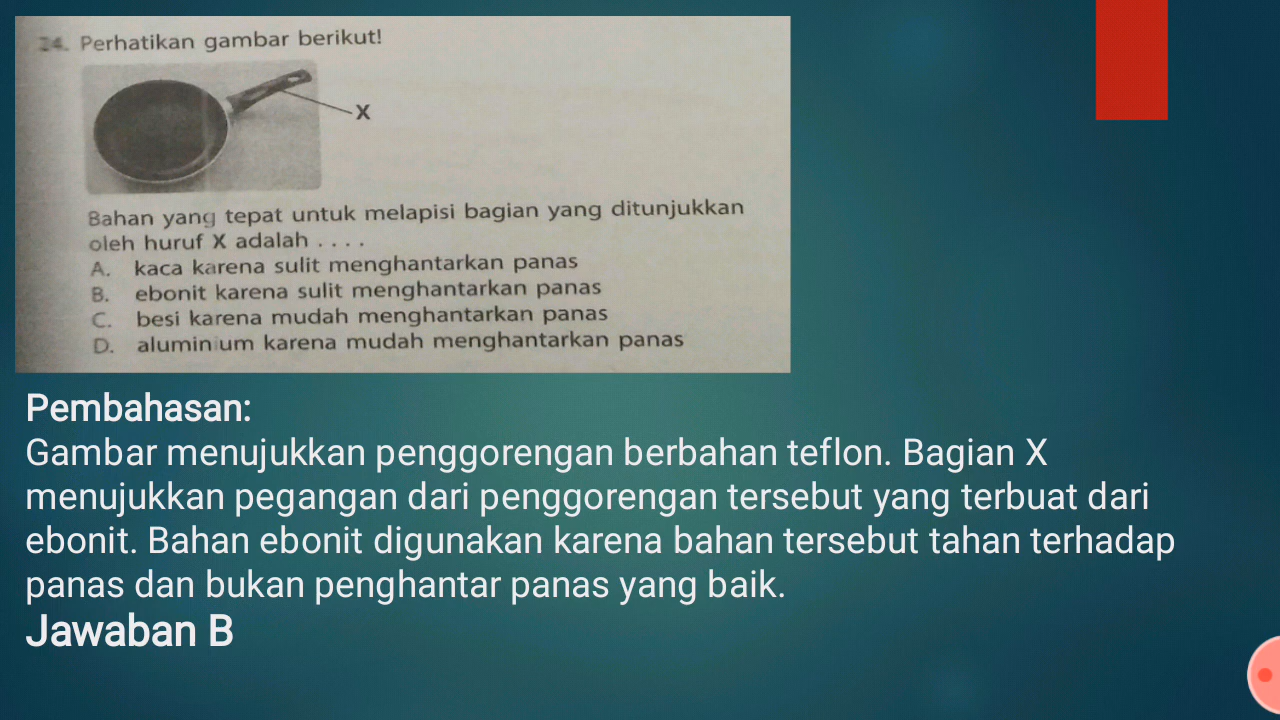 24. Perhatikan gambar berikut!
X
Bahan yang tepat untuk melapisi bagian yang ditunjukkan
oleh huruf X adalah . . . .
A. kaca karena sulit menghantarkan panas
B. ebonit karena sulit menghantarkan panas
C. besi karena mudah menghantarkan panas
D. aluminium karena mudah menghantarkan panas
Pembahasan:
Gambar menujukkan penggorengan berbahan teflon. Bagian X
menujukkan pegangan dari penggorengan tersebut yang terbuat dari
ebonit. Bahan ebonit digunakan karena bahan tersebut tahan terhadap
panas dan bukan penghantar panas yang baik.
Jawaban B